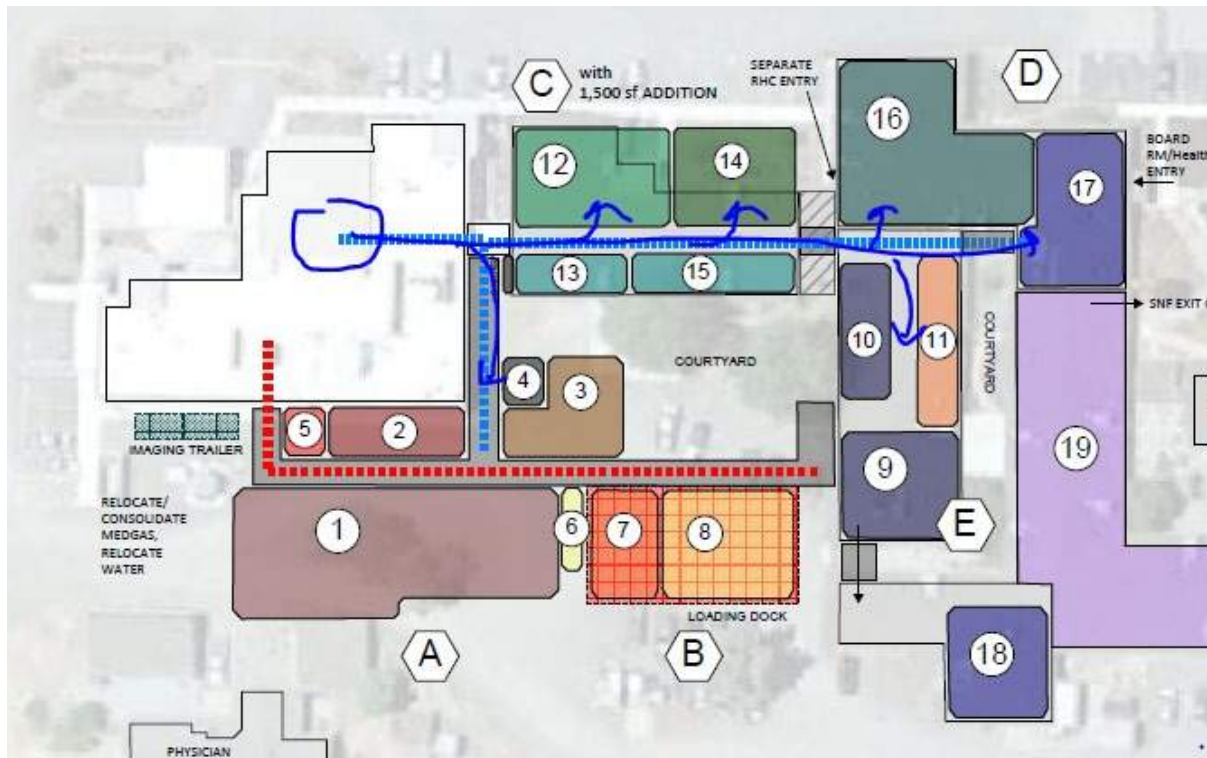 C
with
1,500 sf ADDITION
SEPARATE
RHC ENTRY
D
BOARD
RM/Health
ENTRY
12
14
16
17
13
15
10
11
SNF EXIT
COURTYARD
COURTYARD
4
3
5
2
IMAGING TRAILER
9
19
RELOCATE/
CONSOLIDATE
MEDGAS,
RELOCATE
WATER
1
6
7
8
E
LOADING DOCK
A
B
18
PHYSICIAN